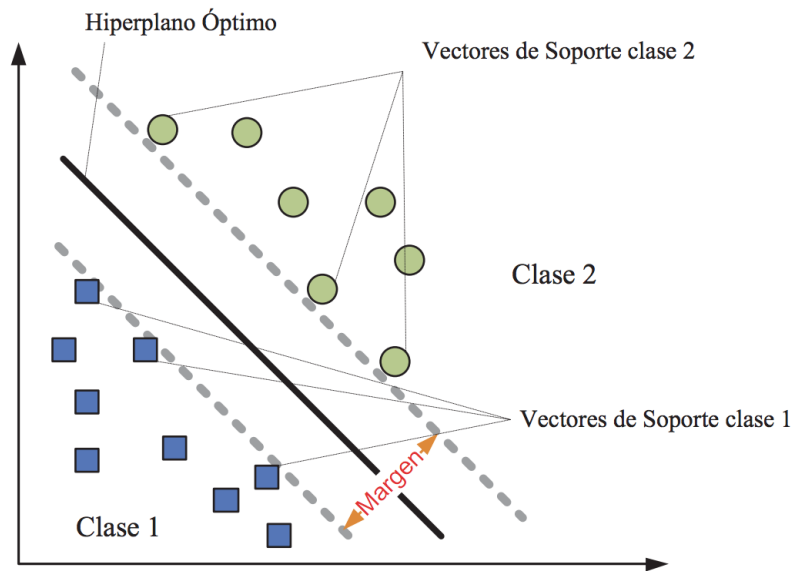 Hiperplano Óptimo
Vectores de Soporte clase 2
Clase 2
Vectores de Soporte clase 1
Margen
Clase 1